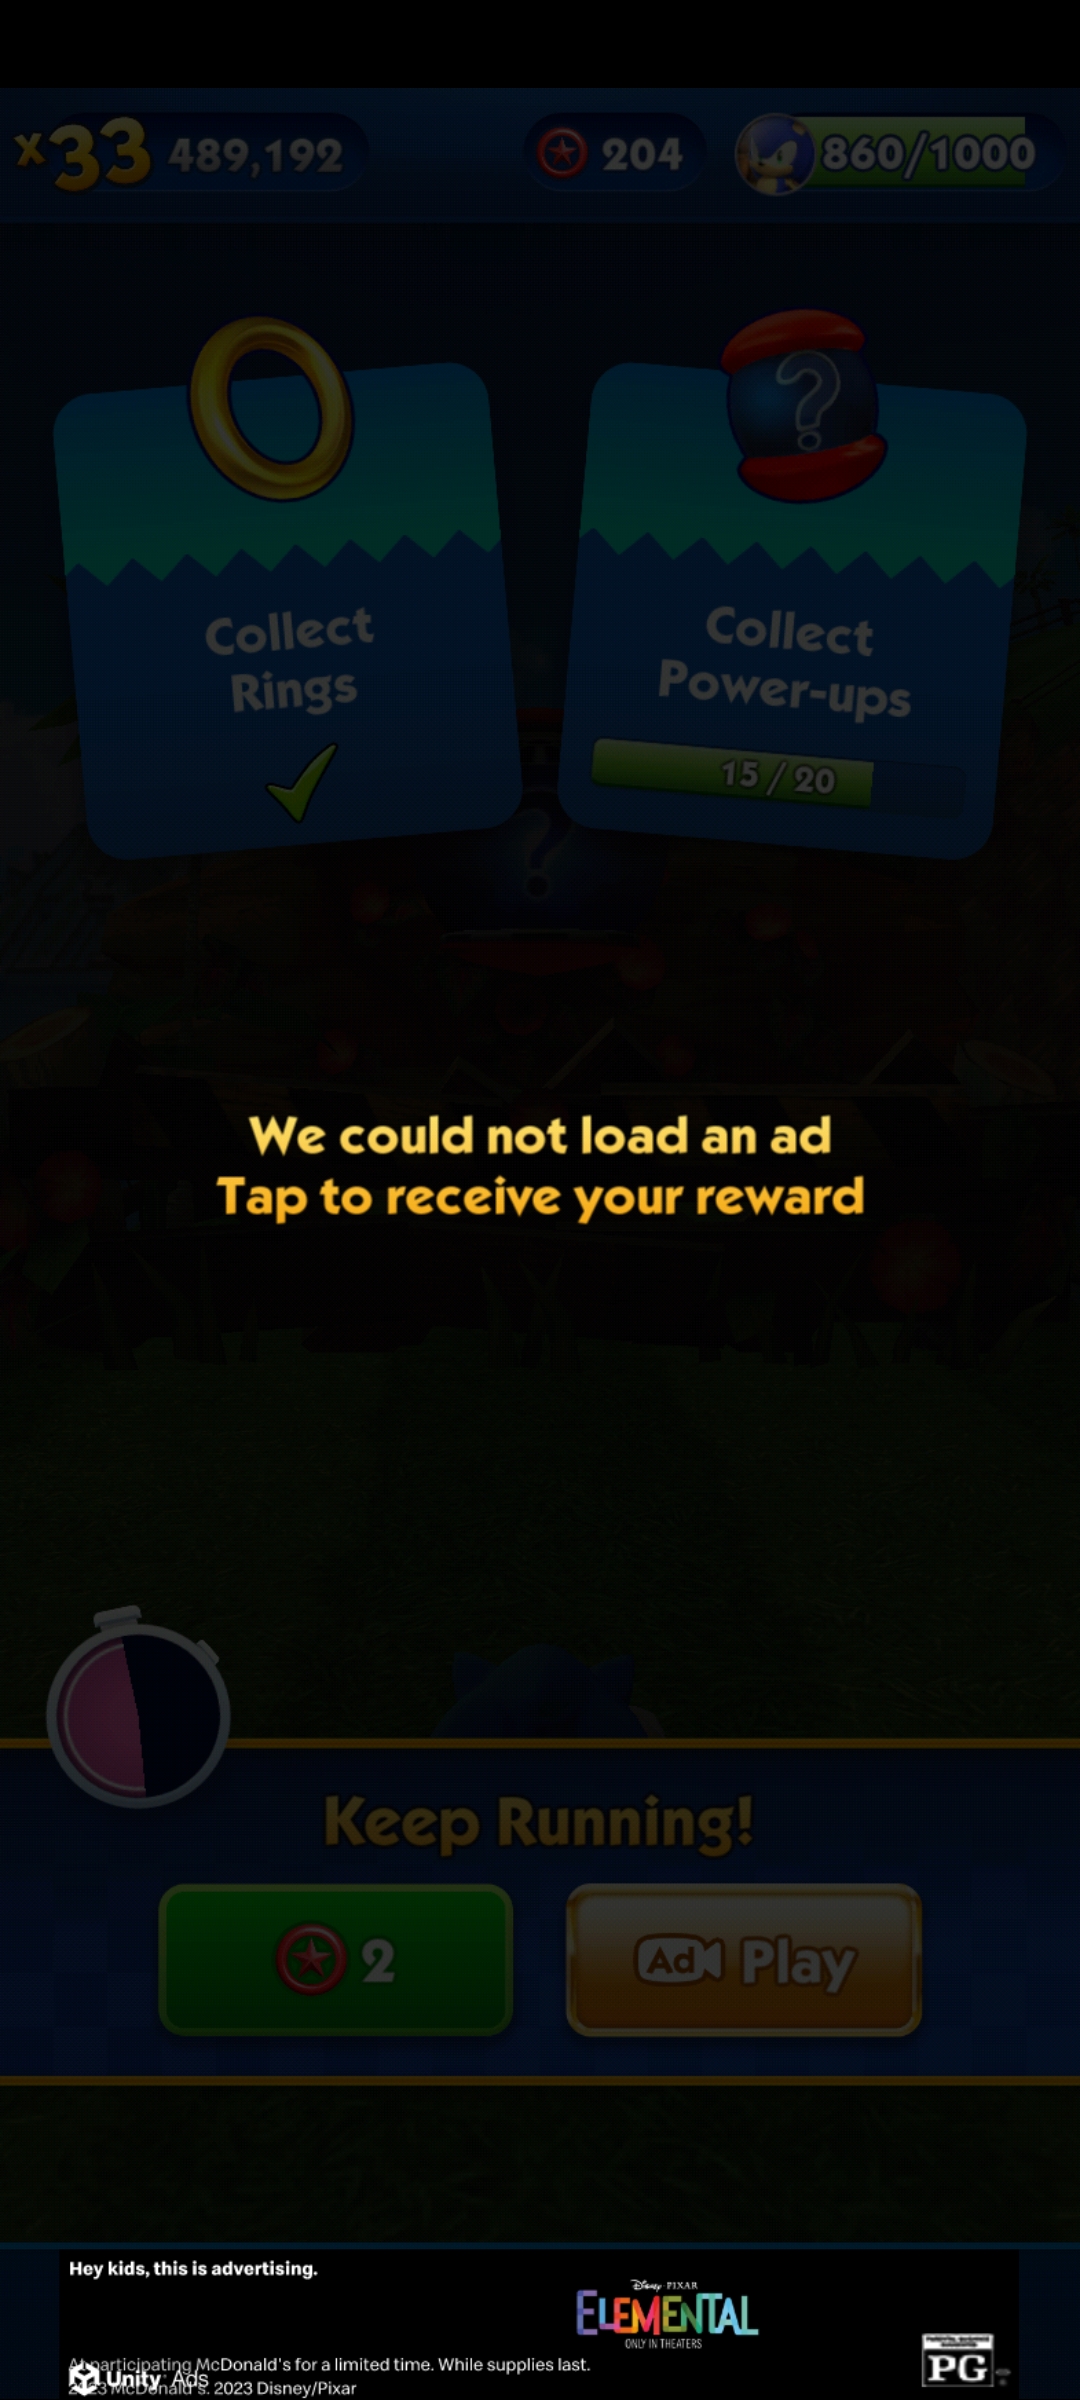 x33 489,192 204 860/1000
Collect
Rings
Collect
Power-ups
15 / 20
We could not load an ad
Tap to receive your reward
Keep Running!
2 Ad Play
Hey kids, this is advertising.
Disney·PIXAR
ELEMENTAL
ONLY IN THEATERS
At participating McDonald's for a limited time. While supplies last.
Unity Ads
2023 McDonald's. 2023 Disney/Pixar
PG